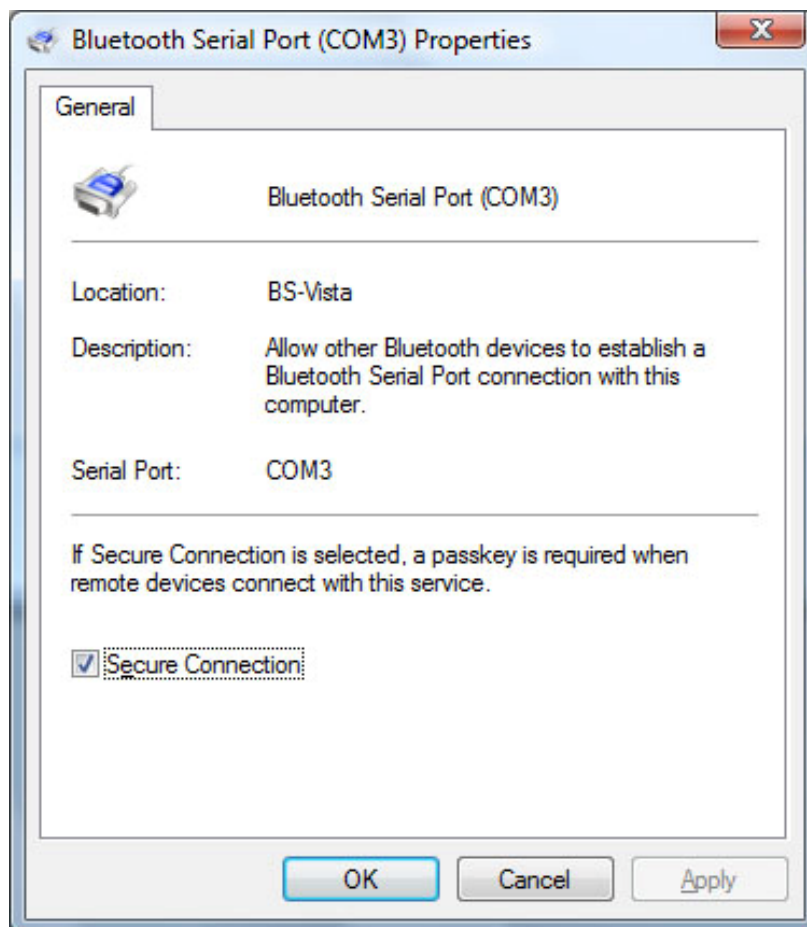 Bluetooth Serial Port (COM3) Properties
General
Bluetooth Serial Port (COM3)
Location: BS-Vista
Description: Allow other Bluetooth devices to establish a
Bluetooth Serial Port connection with this
computer.
Serial Port: COM3
If Secure Connection is selected, a passkey is required when
remote devices connect with this service.
Secure Connection
OK Cancel Apply